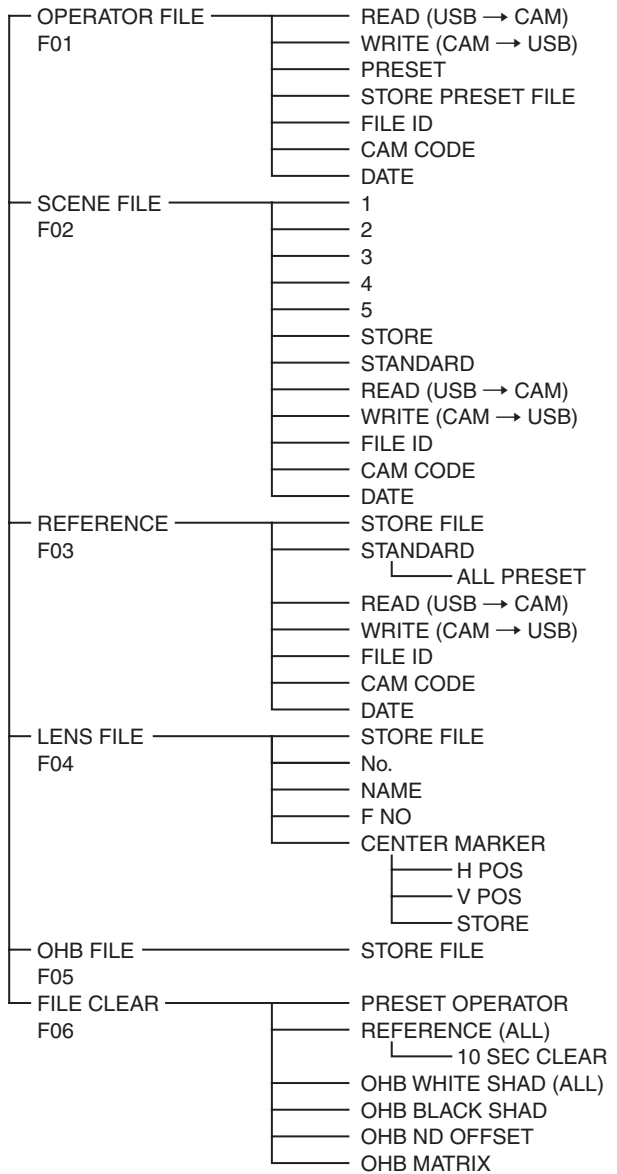 OPERATOR FILE READ (USB → CAM)
F01 WRITE (CAM → USB)
PRESET
STORE PRESET FILE
FILE ID
CAM CODE
DATE
SCENE FILE 1
F02 2
3
4
5
STORE
STANDARD
READ (USB → CAM)
WRITE (CAM → USB)
FILE ID
CAM CODE
DATE
REFERENCE STORE FILE
F03 STANDARD
ALL PRESET
READ (USB → CAM)
WRITE (CAM → USB)
FILE ID
CAM CODE
DATE
LENS FILE STORE FILE
F04 No.
NAME
F NO
CENTER MARKER
H POS
V POS
STORE
OHB FILE STORE FILE
F05
FILE CLEAR PRESET OPERATOR
F06 REFERENCE (ALL)
10 SEC CLEAR
OHB WHITE SHAD (ALL)
OHB BLACK SHAD
OHB ND OFFSET
OHB MATRIX